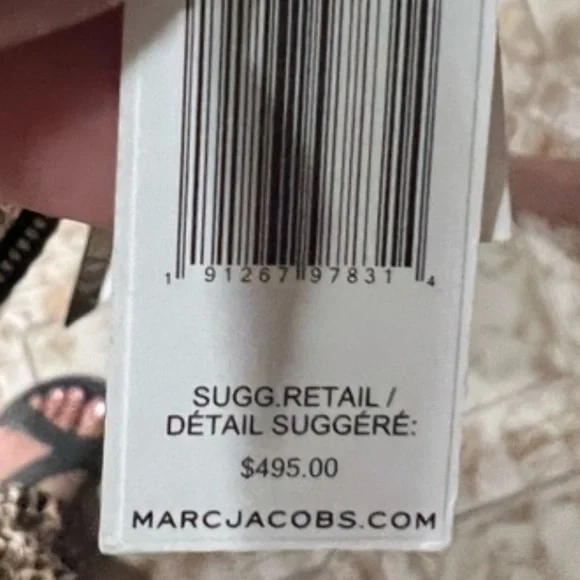 1 91267 97831 4
SUGG.RETAIL /
DÉTAIL SUGGÉRÉ:
$495.00
MARCJACOBS.COM